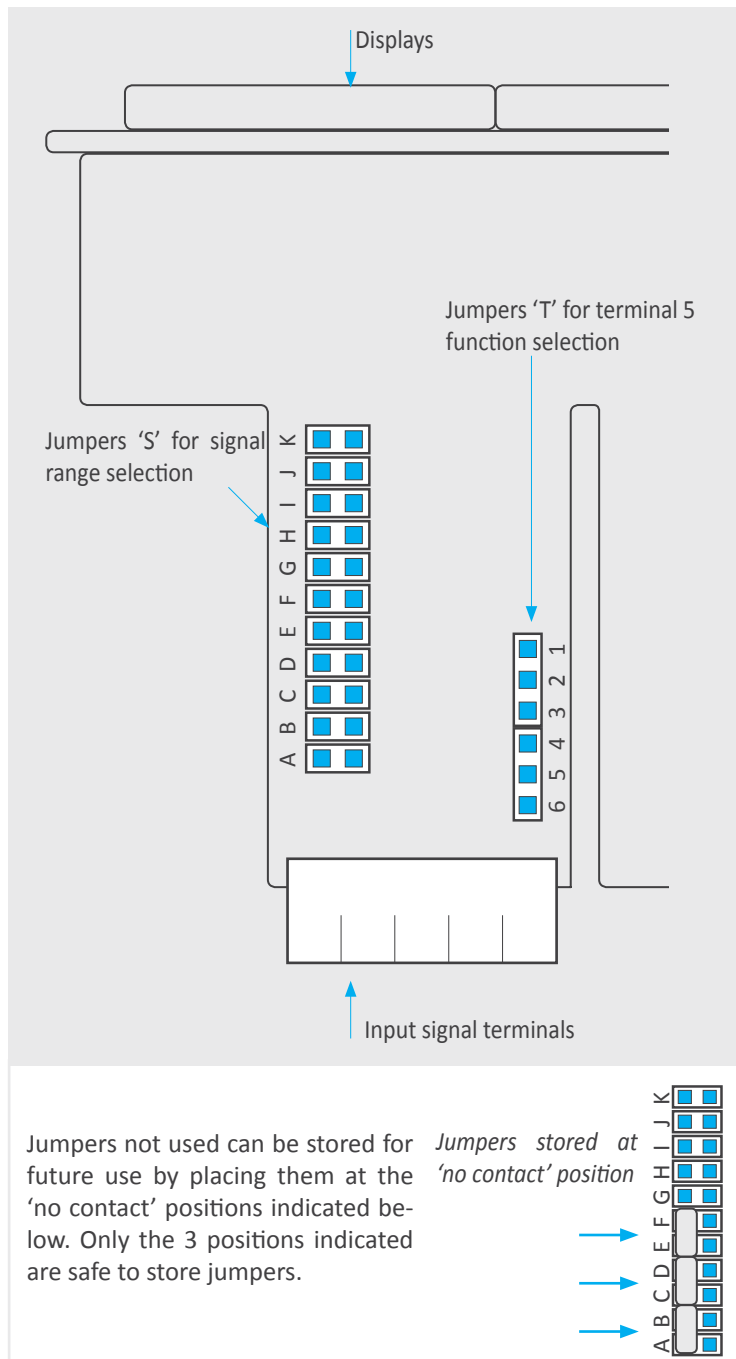 Displays
Jumpers ‘T’ for terminal 5
function selection
Jumpers ‘S’ for signal
range selection
K
J
I
H
G
F
E
D
C
B
A
1
2
3
4
5
6
Input signal terminals
Jumpers not used can be stored for
future use by placing them at the
‘no contact’ positions indicated be-
low. Only the 3 positions indicated
are safe to store jumpers.
Jumpers stored at
‘no contact’ position
K
J
I
H
G
F
E
D
C
B
A